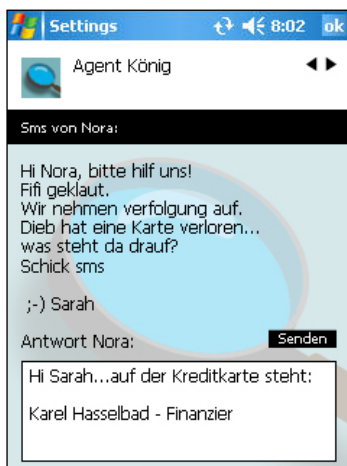 Settings 8:02 ok
Agent König
Sms von Nora:
Hi Nora, bitte hilf uns!
Fifi geklaut.
Wir nehmen verfolgung auf.
Dieb hat eine Karte verloren...
was steht da drauf?
Schick sms
;-) Sarah
Antwort Nora: Senden
Hi Sarah...auf der Kreditkarte steht:
Karel Hasselbad - Finanzier